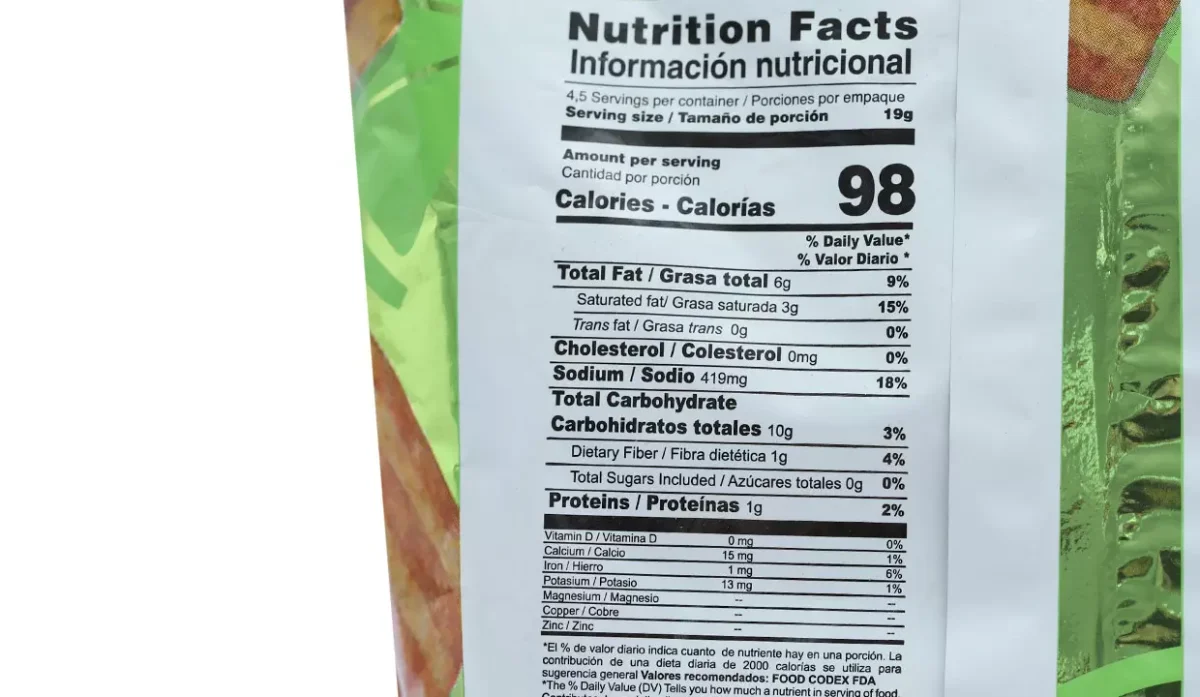 Nutrition Facts
Información nutricional
4,5 Servings per container / Porciones por empaque
Serving size / Tamaño de porción 19g
Amount per serving
Cantidad por porción
Calories - Calorías 98
% Daily Value*
% Valor Diario *
Total Fat / Grasa total 6g 9%
Saturated fat/ Grasa saturada 3g 15%
Trans fat / Grasa trans 0g 0%
Cholesterol / Colesterol 0mg 0%
Sodium / Sodio 419mg 18%
Total Carbohydrate
Carbohidratos totales 10g 3%
Dietary Fiber / Fibra dietética 1g 4%
Total Sugars Included / Azúcares totales 0g 0%
Proteins / Proteínas 1g 2%
Vitamin D / Vitamina D 0 mg 0%
Calcium / Calcio 15 mg 1%
Iron / Hierro 1 mg 6%
Potasium / Potasio 13 mg 1%
Magnesium / Magnesio -- --
Copper / Cobre -- --
Zinc / Zinc -- --
*El % de valor diario indica cuanto de nutriente hay en una porción. La
contribución de una dieta diaria de 2000 calorías se utiliza para
sugerencia general Valores recomendados: FOOD CODEX FDA
*The % Daily Value (DV) Tells you how much a nutrient in serving of food.